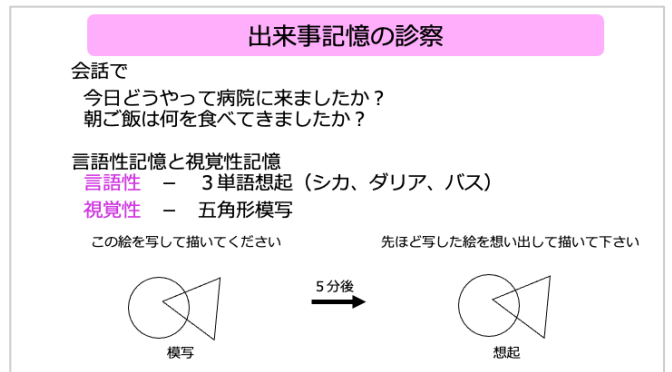 出来事記憶の診察
会話で
今日どうやって病院に来ましたか？
朝ご飯は何を食べてきましたか？
言語性記憶と視覚性記憶
言語性 － ３単語想起（シカ、ダリア、バス）
視覚性 － 五角形模写
この絵を写して描いてください
先ほど写した絵を想い出して描いて下さい
５分後
模写
想起